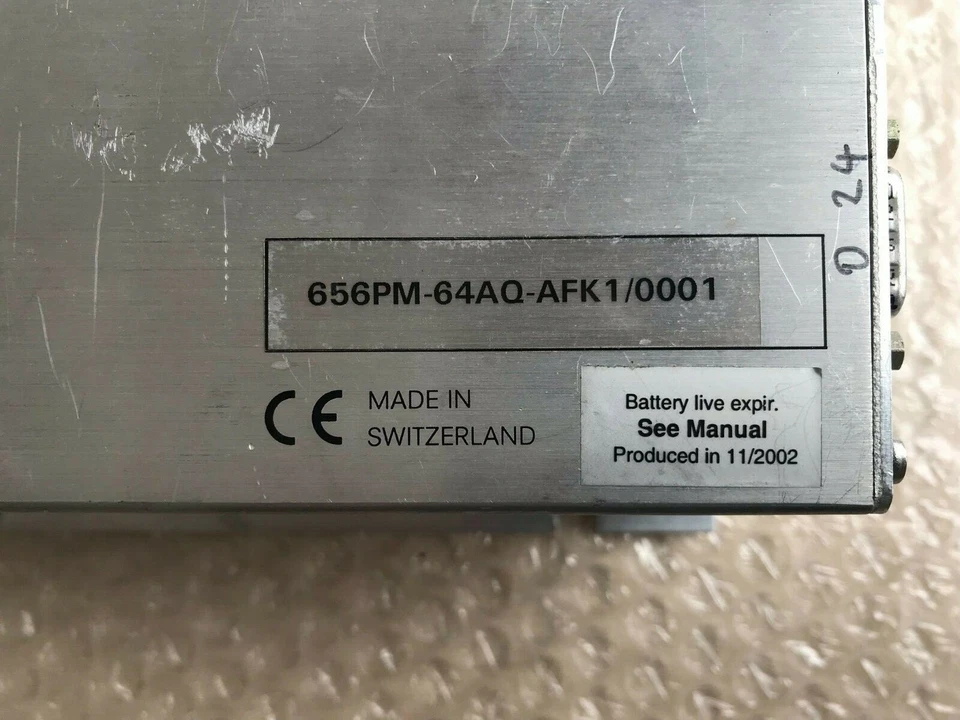 656PM-64AQ-AFK1/0001
CE
MADE IN
SWITZERLAND
Battery live expir.
See Manual
Produced in 11/2002
D 24